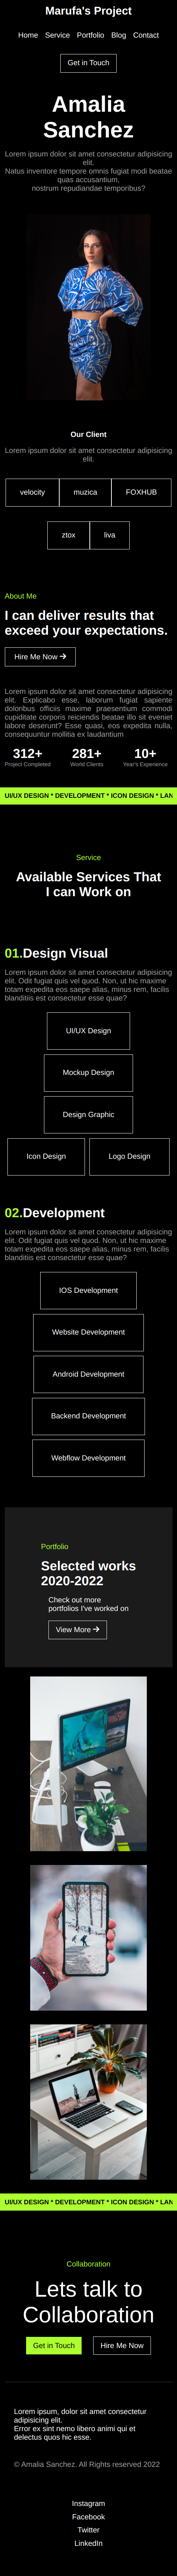 Marufa's Project
Home Service Portfolio Blog Contact
Get in Touch
Amalia
Sanchez
Lorem ipsum dolor sit amet consectetur adipisicing
elit.
Natus inventore tempore omnis fugiat modi beatae
quas accusantium,
nostrum repudiandae temporibus?
Our Client
Lorem ipsum dolor sit amet consectetur adipisicing
elit.
velocity muzica FOXHUB
ztox liva
About Me
I can deliver results that
exceed your expectations.
Hire Me Now
Lorem ipsum dolor sit amet consectetur adipisicing
elit. Explicabo esse, laborum fugiat sapiente
doloribus officiis maxime praesentium commodi
cupiditate corporis reiciendis beatae illo sit eveniet
labore deserunt? Esse quasi, eos expedita nulla,
consequuntur mollitia ex laudantium
312+ 281+ 10+
Project Completed World Clients Year's Experience
UI/UX DESIGN * DEVELOPMENT * ICON DESIGN * LAN
Service
Available Services That
I can Work on
01.Design Visual
Lorem ipsum dolor sit amet consectetur adipisicing
elit. Odit fugiat quis vel quod. Non, ut hic maxime
totam expedita eos saepe alias, minus rem, facilis
blanditiis est consectetur esse quae?
UI/UX Design
Mockup Design
Design Graphic
Icon Design Logo Design
02.Development
Lorem ipsum dolor sit amet consectetur adipisicing
elit. Odit fugiat quis vel quod. Non, ut hic maxime
totam expedita eos saepe alias, minus rem, facilis
blanditiis est consectetur esse quae?
IOS Development
Website Development
Android Development
Backend Development
Webflow Development
Portfolio
Selected works
2020-2022
Check out more
portfolios I've worked on
View More
UI/UX DESIGN * DEVELOPMENT * ICON DESIGN * LAN
Collaboration
Lets talk to
Collaboration
Get in Touch Hire Me Now
Lorem ipsum, dolor sit amet consectetur
adipisicing elit.
Error ex sint nemo libero animi qui et
delectus quos hic esse.
© Amalia Sanchez. All Rights reserved 2022
Instagram
Facebook
Twitter
LinkedIn